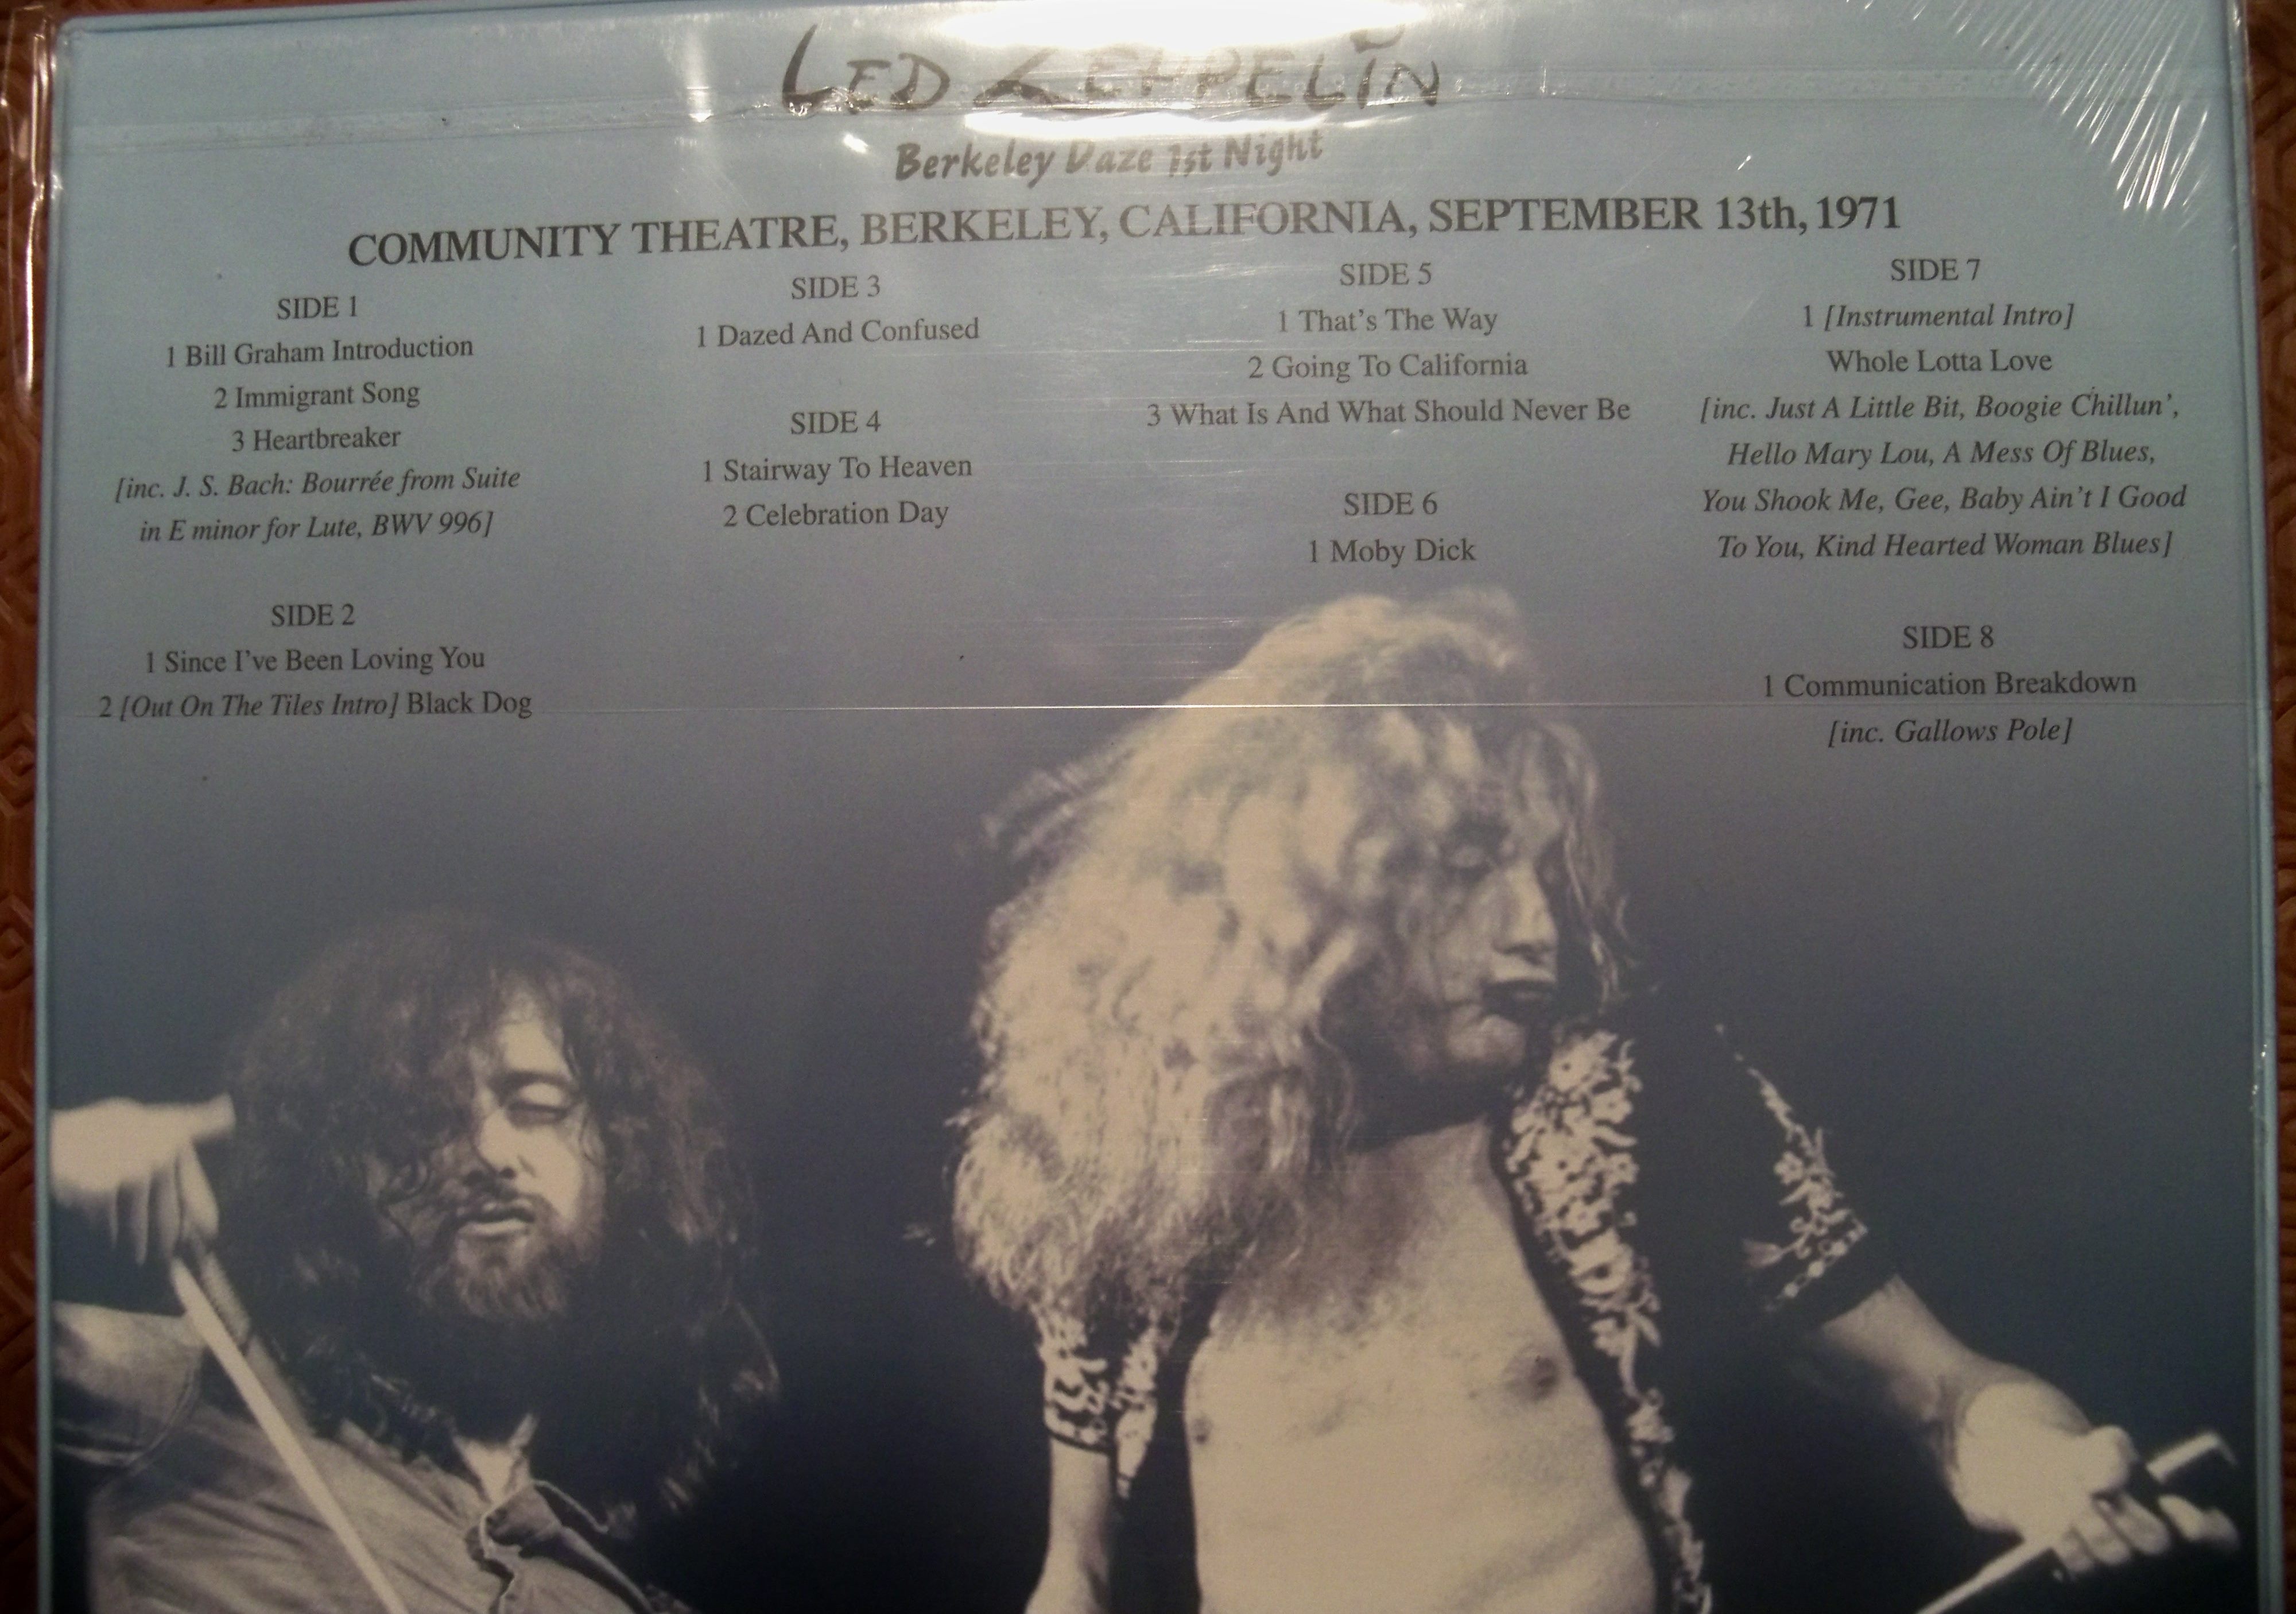 LED ZEPPELIN
Berkeley Daze 1st Night
COMMUNITY THEATRE, BERKELEY, CALIFORNIA, SEPTEMBER 13th, 1971
SIDE 1
1 Bill Graham Introduction
2 Immigrant Song
3 Heartbreaker
[inc. J. S. Bach: Bourrée from Suite
in E minor for Lute, BWV 996]
SIDE 2
1 Since I've Been Loving You
2 [Out On The Tiles Intro] Black Dog
SIDE 3
1 Dazed And Confused
SIDE 4
1 Stairway To Heaven
2 Celebration Day
SIDE 5
1 That's The Way
2 Going To California
3 What Is And What Should Never Be
SIDE 6
1 Moby Dick
SIDE 7
1 [Instrumental Intro]
Whole Lotta Love
[inc. Just A Little Bit, Boogie Chillun',
Hello Mary Lou, A Mess Of Blues,
You Shook Me, Gee, Baby Ain't I Good
To You, Kind Hearted Woman Blues]
SIDE 8
1 Communication Breakdown
[inc. Gallows Pole]